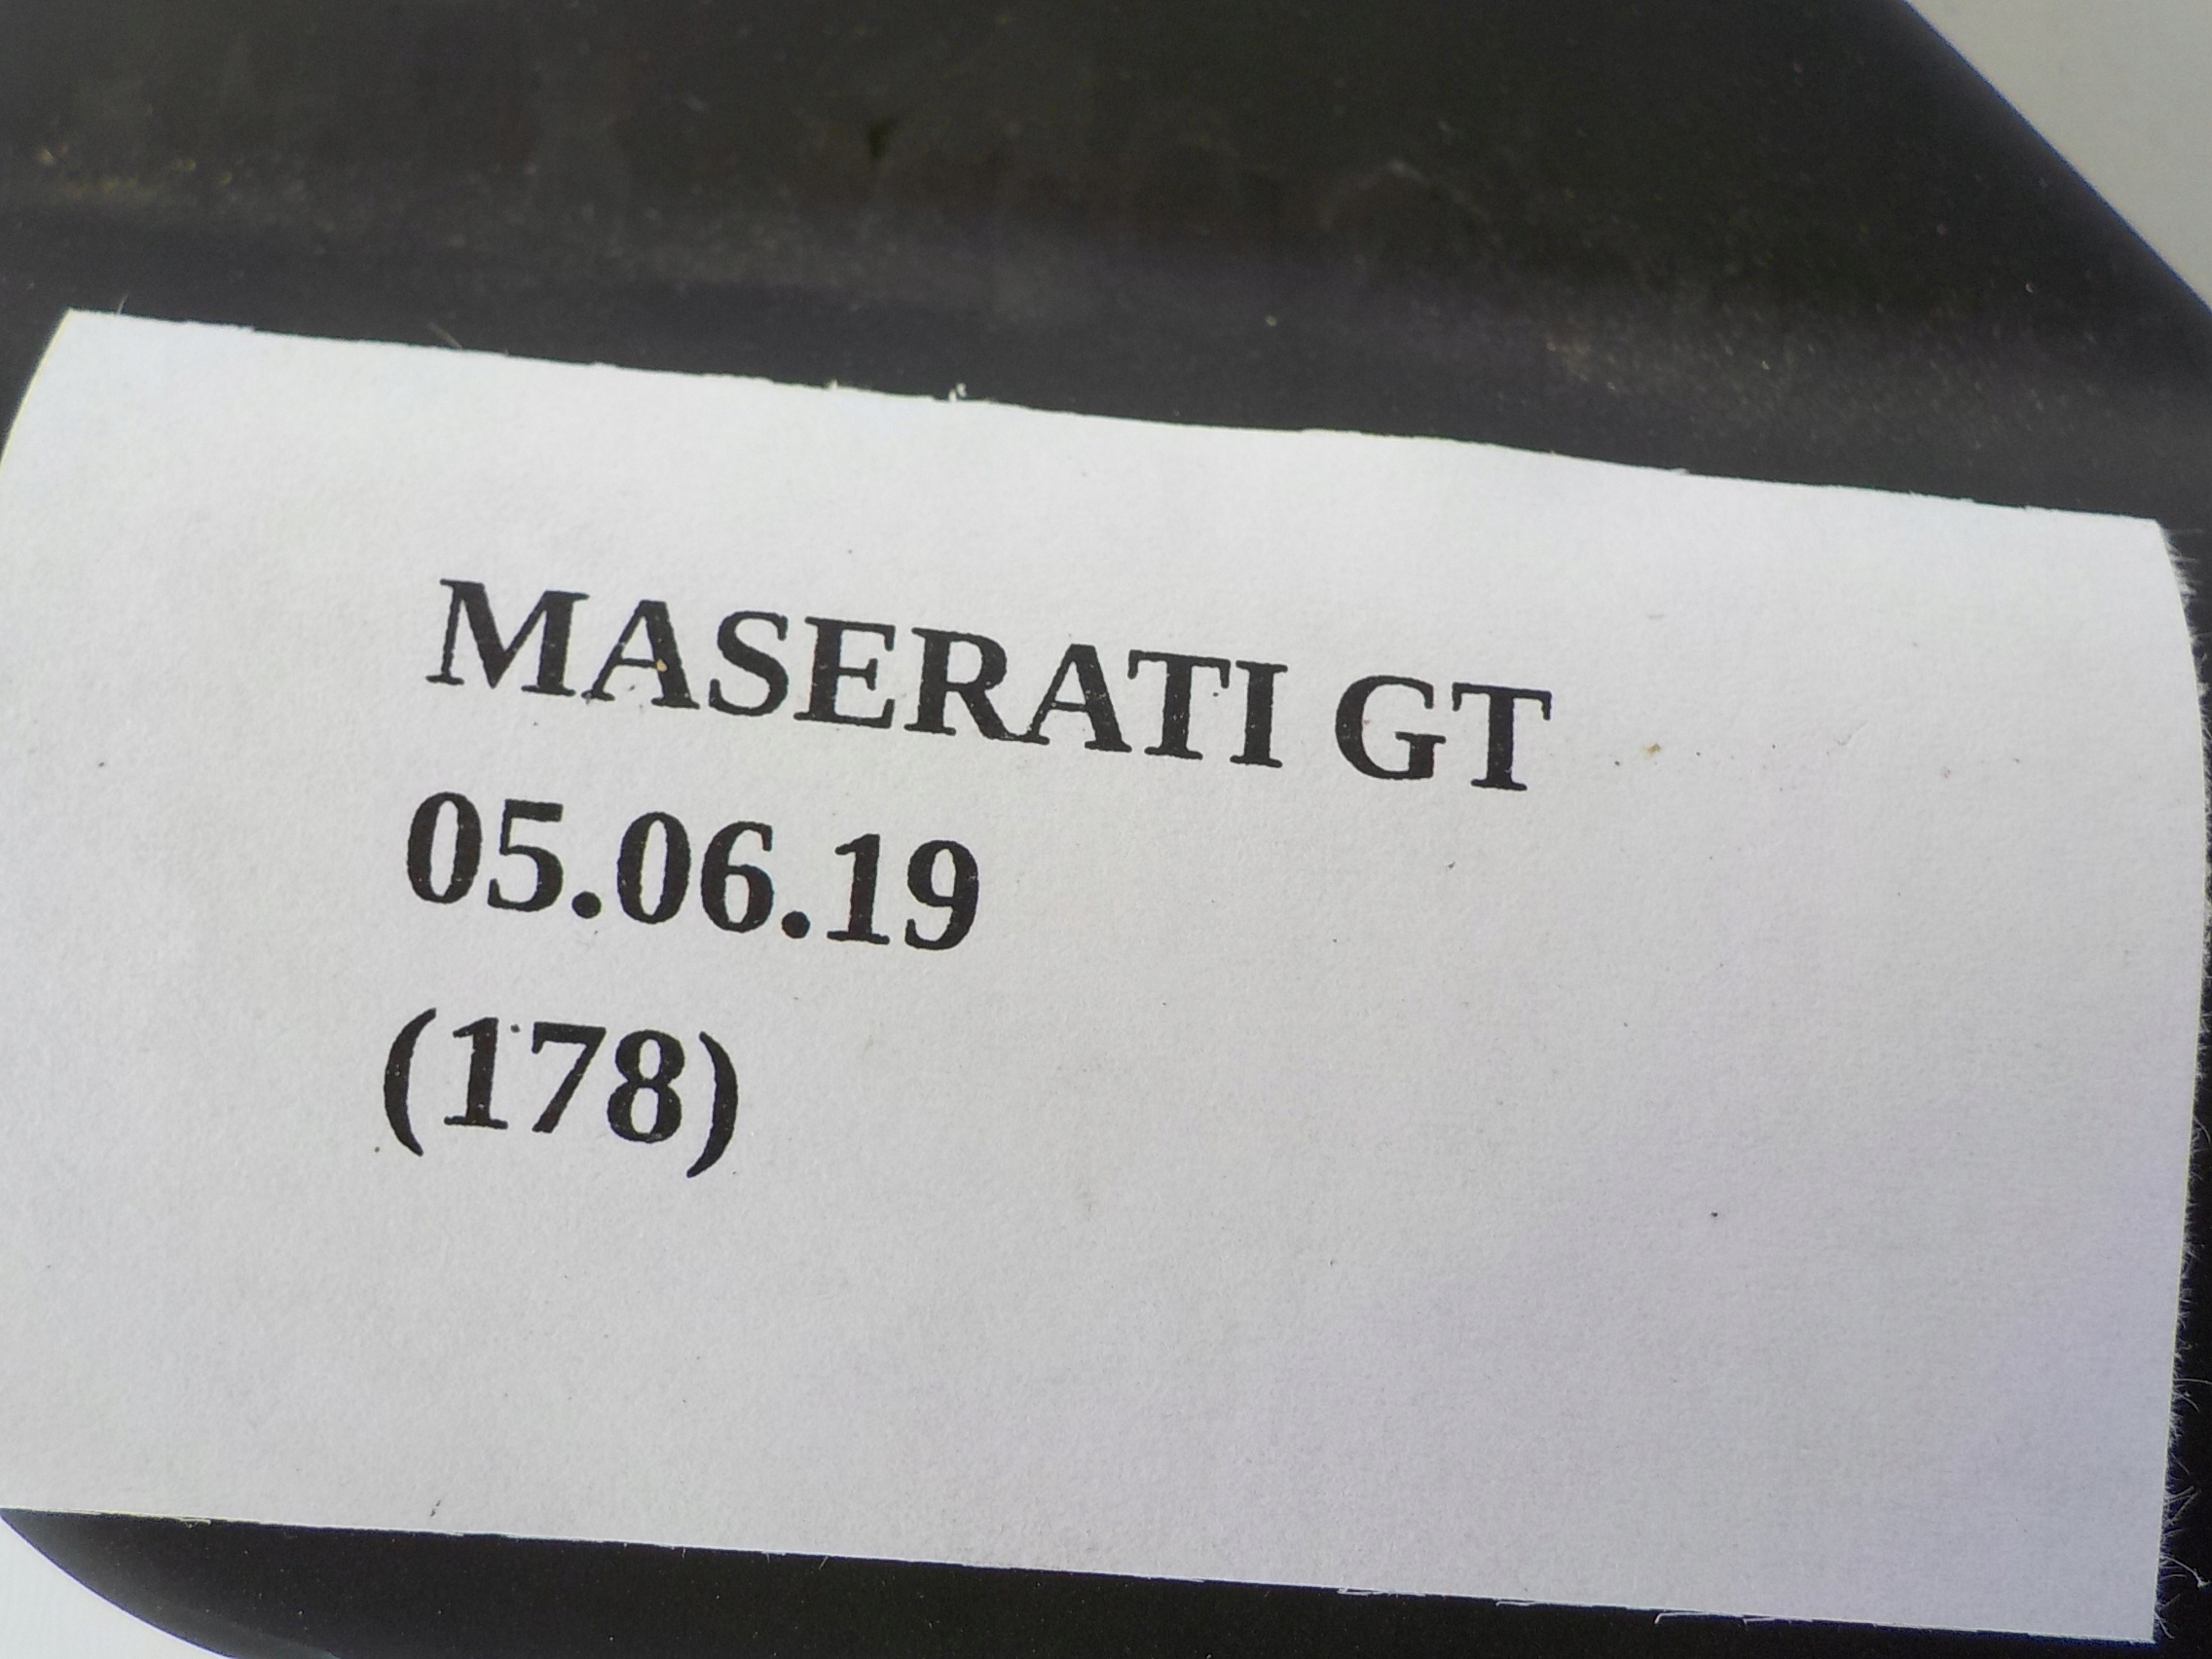 MASERATI GT
05.06.19
(178)